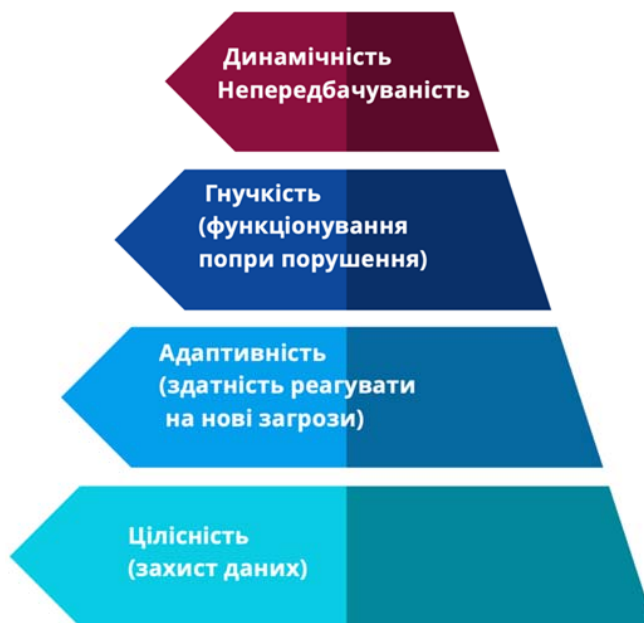 Динамічність
Непередбачуваність
Гнучкість
(функціонування
попри порушення)
Адаптивність
(здатність реагувати
на нові загрози)
Цілісність
(захист даних)